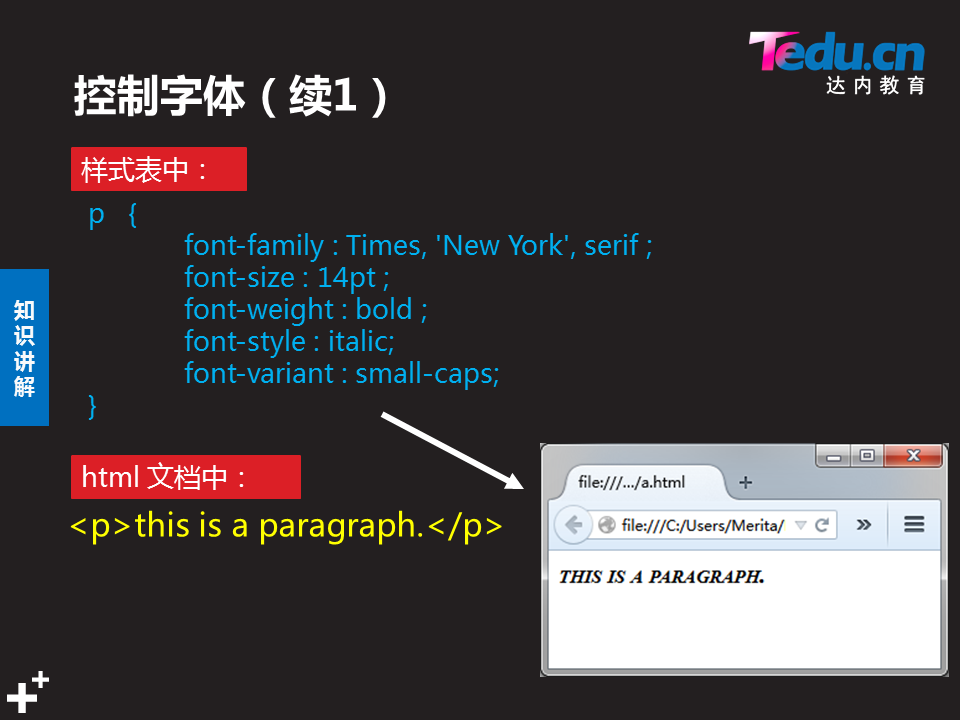 Tedu.cn
达内教育
控制字体（续1）
样式表中：
p {
font-family : Times, 'New York', serif ;
font-size : 14pt ;
font-weight : bold ;
font-style : italic;
font-variant : small-caps;
}
知识讲解
html 文档中：
<p>this is a paragraph.</p>
file:///.../a.html
file:///C:/Users/Merita/
THIS IS A PARAGRAPH.